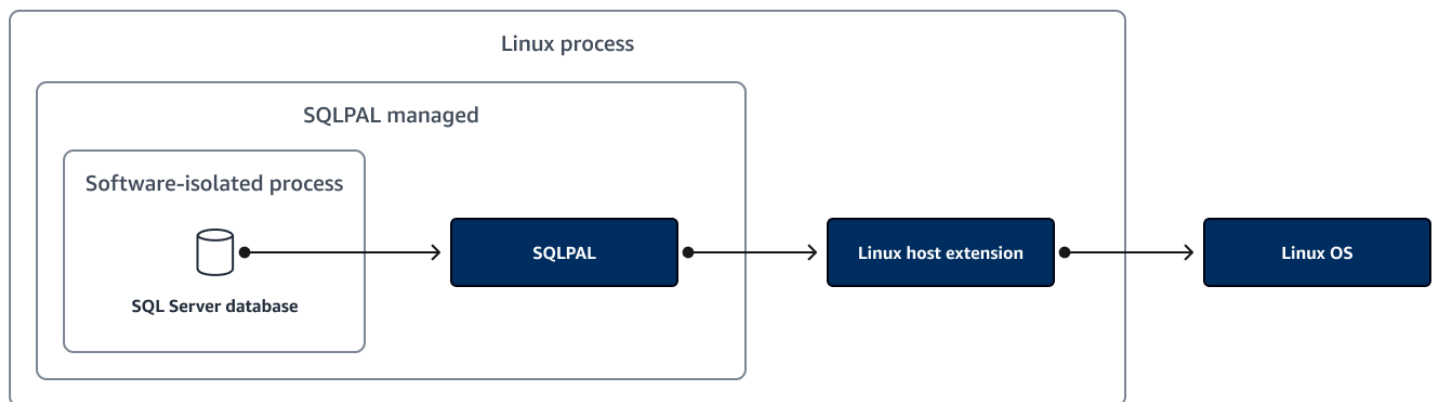 Linux process
SQLPAL managed
Software-isolated process
SQL Server database
SQLPAL
Linux host extension
Linux OS